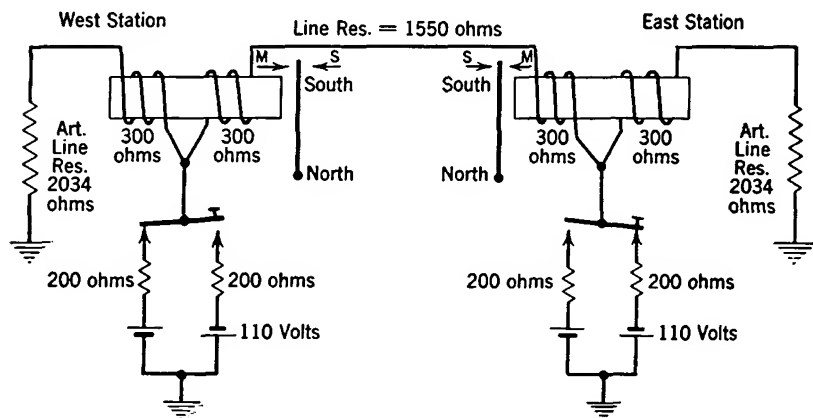 West Station
Line Res. = 1550 ohms
East Station
M
S
S
M
South
South
300
ohms
300
ohms
300
ohms
300
ohms
Art.
Line
Res.
2034
ohms
Art.
Line
Res.
2034
ohms
North
North
200 ohms
200 ohms
200 ohms
200 ohms
110 Volts
110 Volts